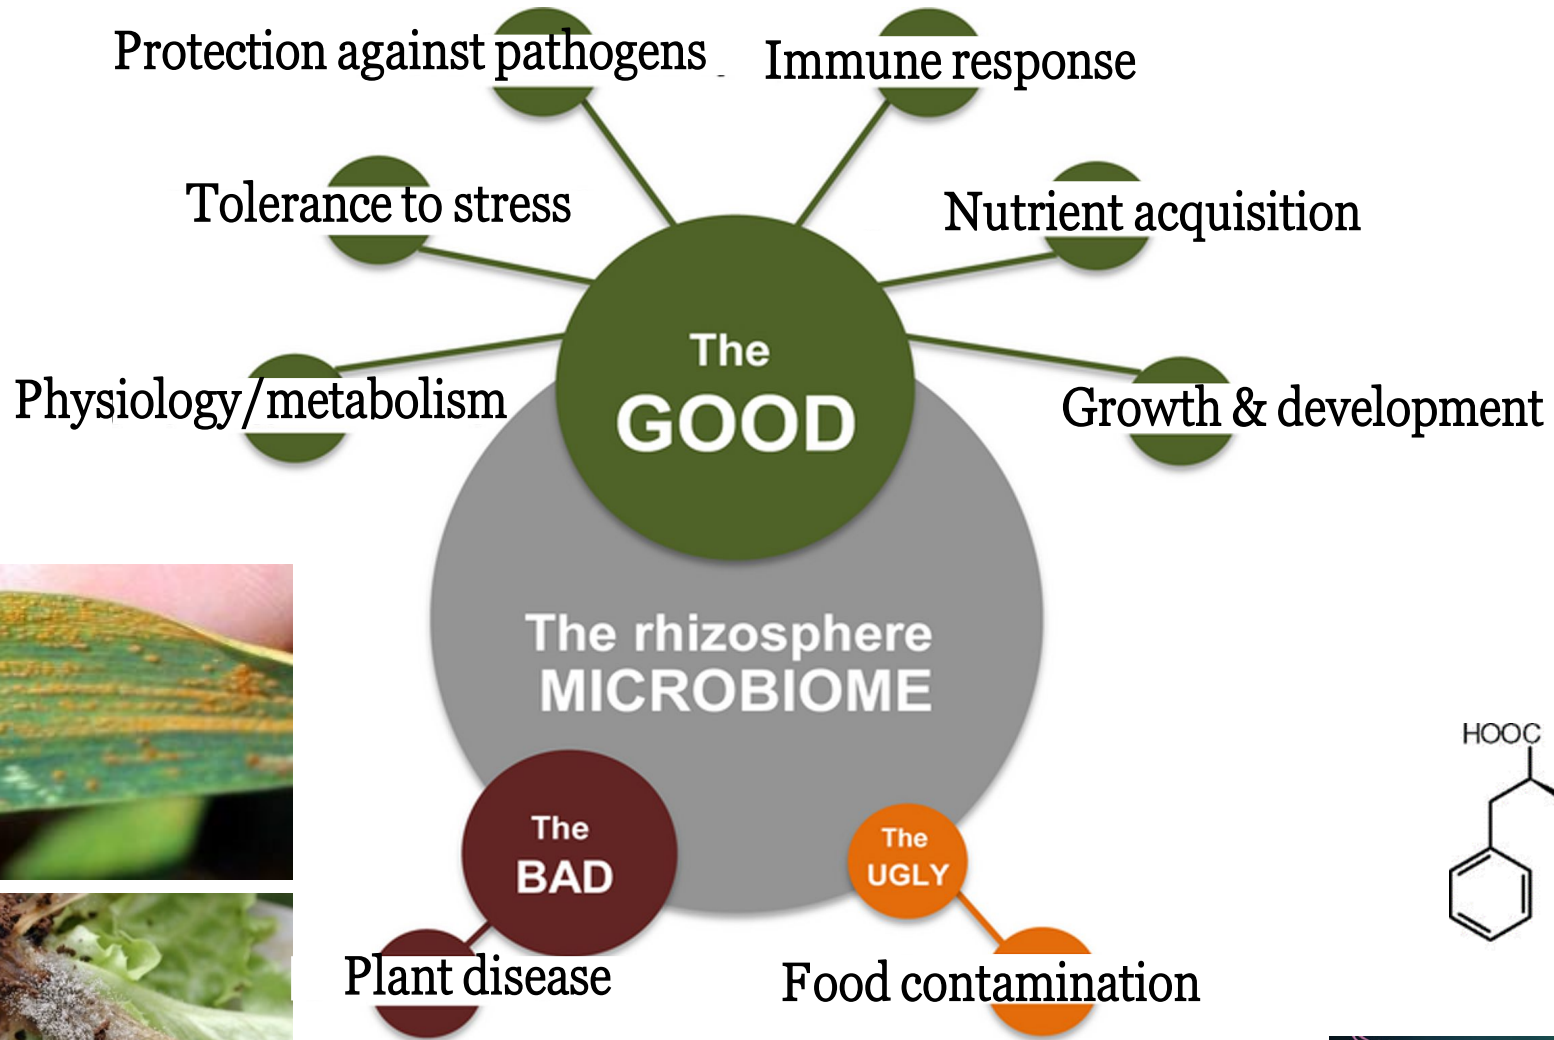 Protection against pathogens
Immune response
Tolerance to stress
Nutrient acquisition
Physiology/metabolism
Growth & development
The
GOOD
The rhizosphere
MICROBIOME
HOOC
The
BAD
The
UGLY
Plant disease
Food contamination